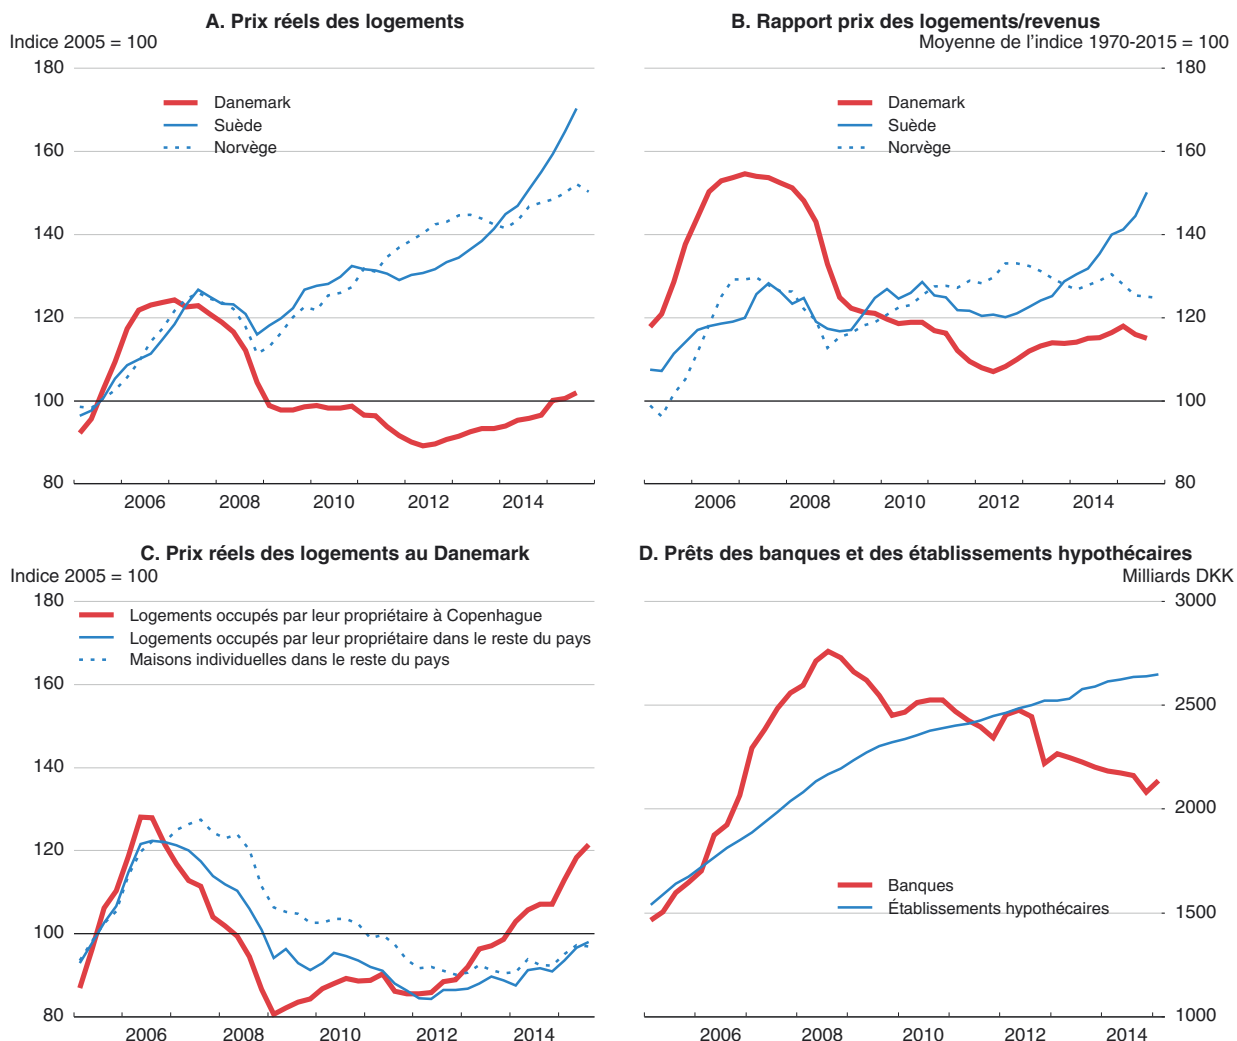 A. Prix réels des logements
Indice 2005 = 100
180
160
140
120
100
80
Danemark
Suède
Norvège
2006 2008 2010 2012 2014
B. Rapport prix des logements/revenus
Moyenne de l'indice 1970-2015 = 100
180
160
140
120
100
80
Danemark
Suède
Norvège
2006 2008 2010 2012 2014
C. Prix réels des logements au Danemark
Indice 2005 = 100
180
160
140
120
100
80
Logements occupés par leur propriétaire à Copenhague
Logements occupés par leur propriétaire dans le reste du pays
Maisons individuelles dans le reste du pays
2006 2008 2010 2012 2014
D. Prêts des banques et des établissements hypothécaires
Milliards DKK
3000
2500
2000
1500
1000
Banques
Établissements hypothécaires
2006 2008 2010 2012 2014